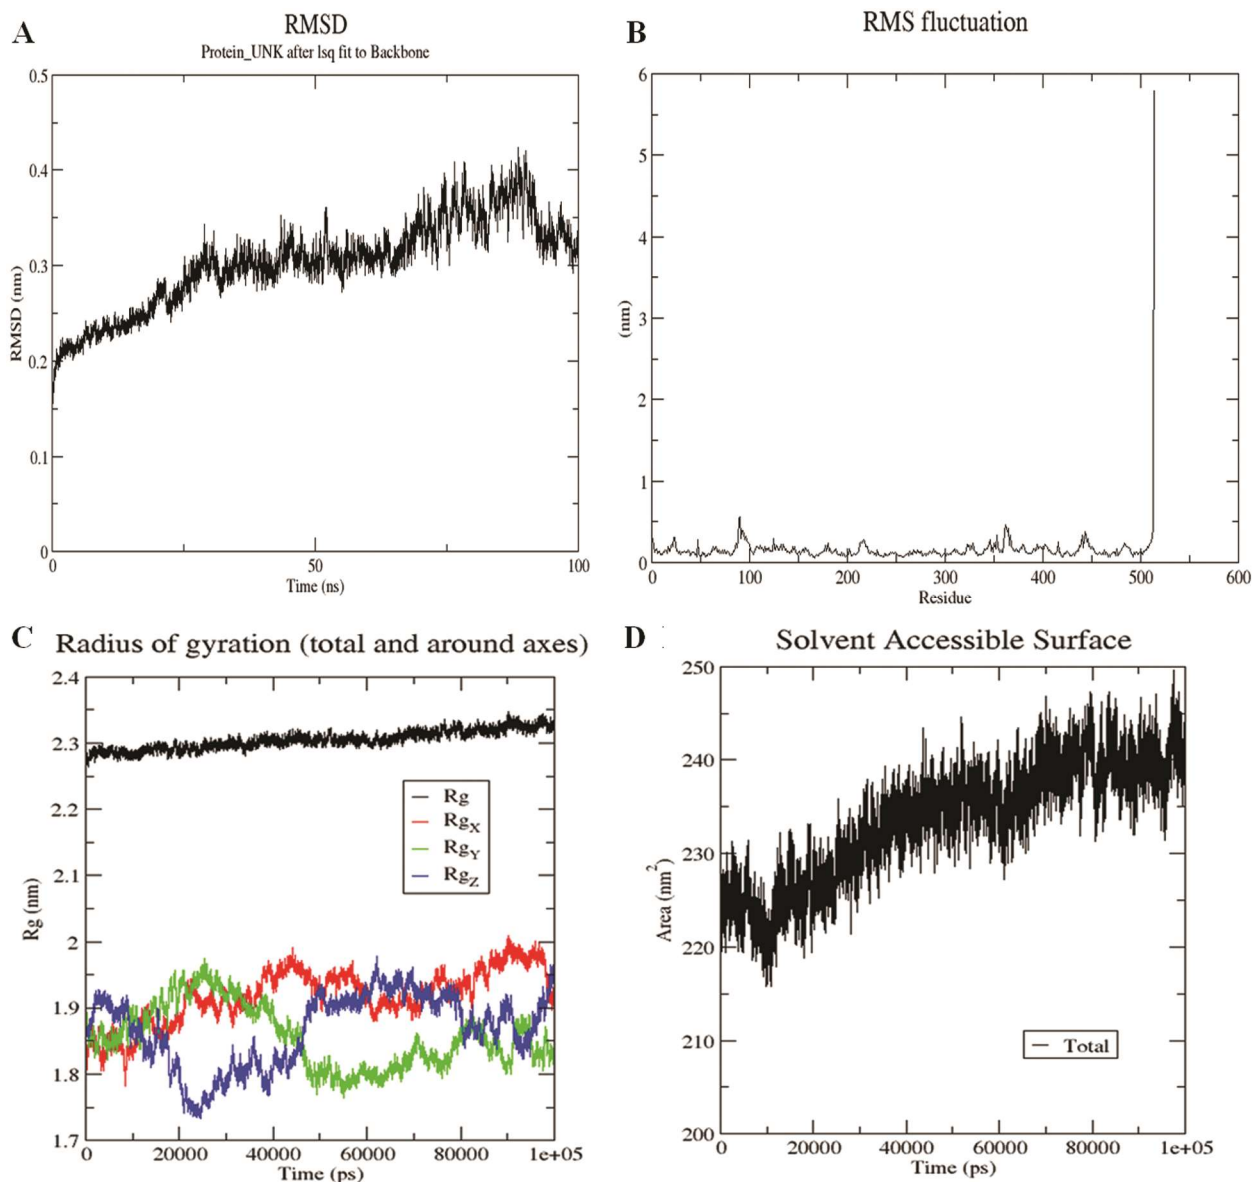 A
RMSD
Protein_UNK after lsq fit to Backbone
0.5
0.4
0.3
0.2
0.1
0
RMSD (nm)
0
50
100
Time (ns)
B
RMS fluctuation
6
5
4
3
2
1
0
(nm)
0
100
200
300
400
500
600
Residue
C
Radius of gyration (total and around axes)
2.4
2.3
2.2
2.1
2
1.9
1.8
1.7
Rg (nm)
Rg
RgX
RgY
RgZ
0
20000
40000
60000
80000
1e+05
Time (ps)
D
Solvent Accessible Surface
250
240
230
220
210
200
Area (nm²)
Total
0
20000
40000
60000
80000
1e+05
Time (ps)